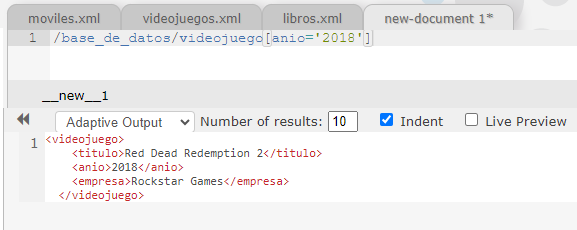 moviles.xml videojuegos.xml libros.xml new-document 1*
1 /base_de_datos/videojuego[anio='2018']
__new__1
Adaptive Output Number of results: 10 Indent Live Preview
1 <videojuego>
<titulo>Red Dead Redemption 2</titulo>
<anio>2018</anio>
<empresa>Rockstar Games</empresa>
</videojuego>